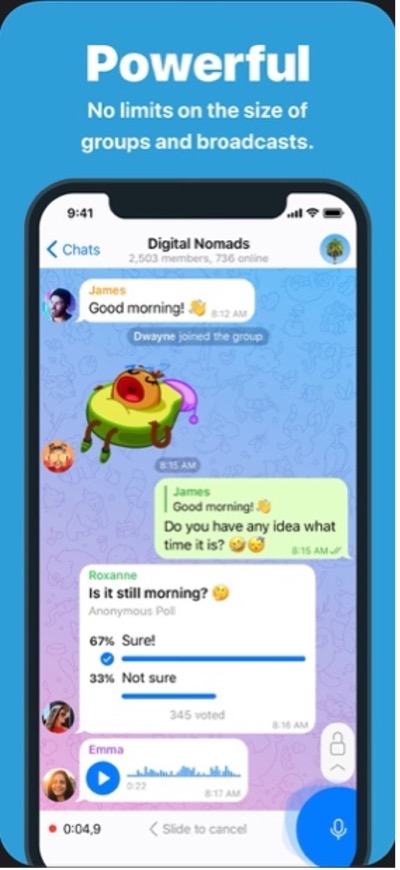 Powerful
No limits on the size of
groups and broadcasts.
9:41
Chats
Digital Nomads
2,503 members, 736 online
James
Good morning! 👋 8:12 AM
Dwayne joined the group
8:15 AM
James
Good morning! 👋
Do you have any idea what
time it is? 🤣😴 8:15 AM
Roxanne
Is it still morning? 🤔
Anonymous Poll
67% Sure!
33% Not sure
345 voted
8:16 AM
Emma
0:22 8:17 AM
0:04,9 Slide to cancel